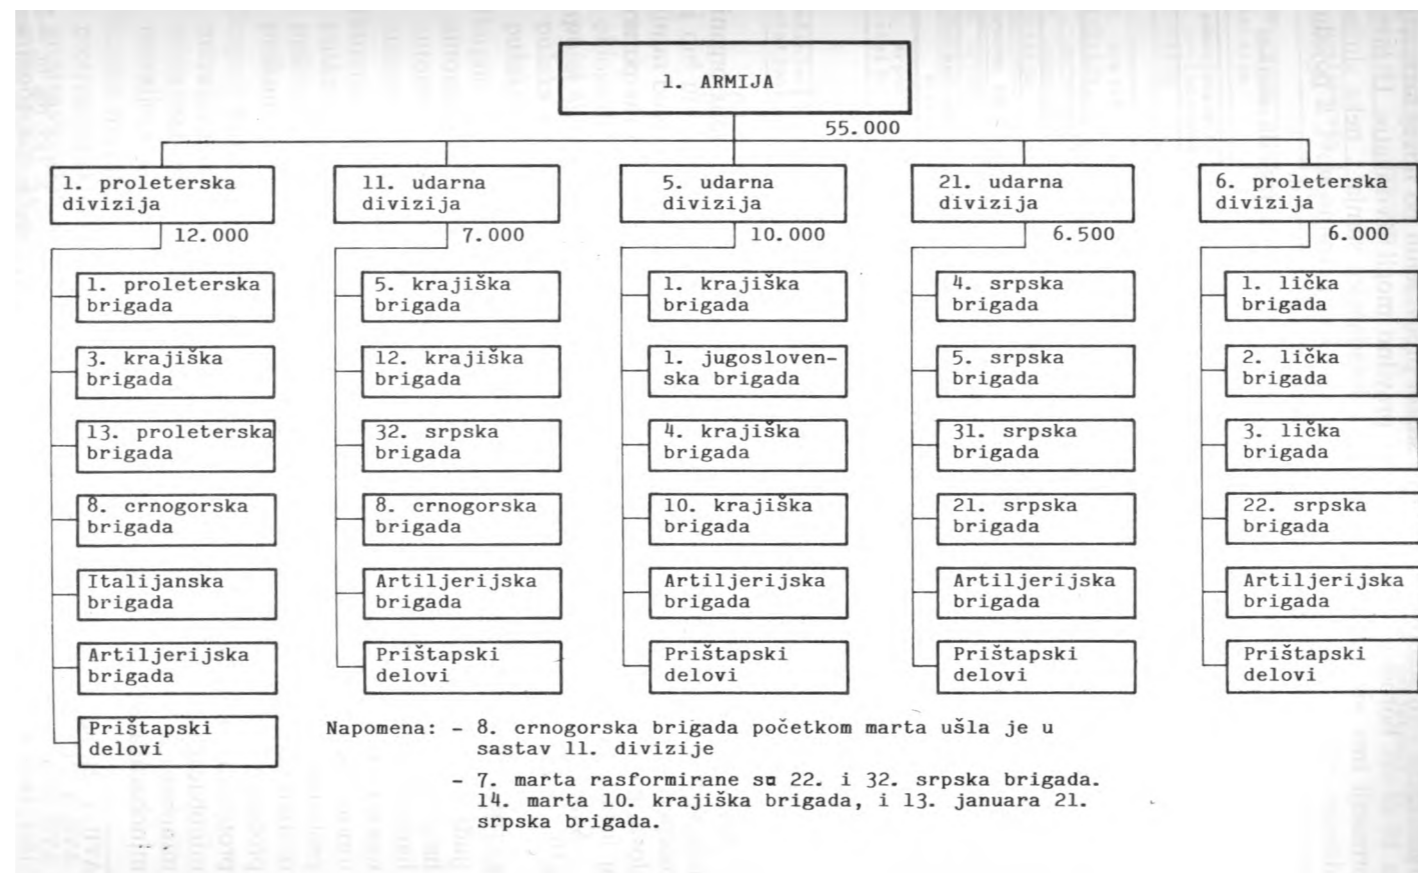 1. ARMIJA
55.000
1. proleterska
divizija
12.000
1. proleterska
brigada
3. krajiška
brigada
13. proleterska
brigada
8. crnogorska
brigada
Italijanska
brigada
Artiljerijska
brigada
Prištapski
delovi
11. udarna
divizija
7.000
5. krajiška
brigada
12. krajiška
brigada
32. srpska
brigada
8. crnogorska
brigada
Artiljerijska
brigada
Prištapski
delovi
5. udarna
divizija
10.000
1. krajiška
brigada
1. jugosloven-
ska brigada
4. krajiška
brigada
10. krajiška
brigada
Artiljerijska
brigada
Prištapski
delovi
21. udarna
divizija
6.500
4. srpska
brigada
5. srpska
brigada
31. srpska
brigada
21. srpska
brigada
Artiljerijska
brigada
Prištapski
delovi
6. proleterska
divizija
6.000
1. lička
brigada
2. lička
brigada
3. lička
brigada
22. srpska
brigada
Artiljerijska
brigada
Prištapski
delovi
Napomena: - 8. crnogorska brigada početkom marta ušla je u
sastav 11. divizije
- 7. marta rasformirane su 22. i 32. srpska brigada.
14. marta 10. krajiška brigada, i 13. januara 21.
srpska brigada.